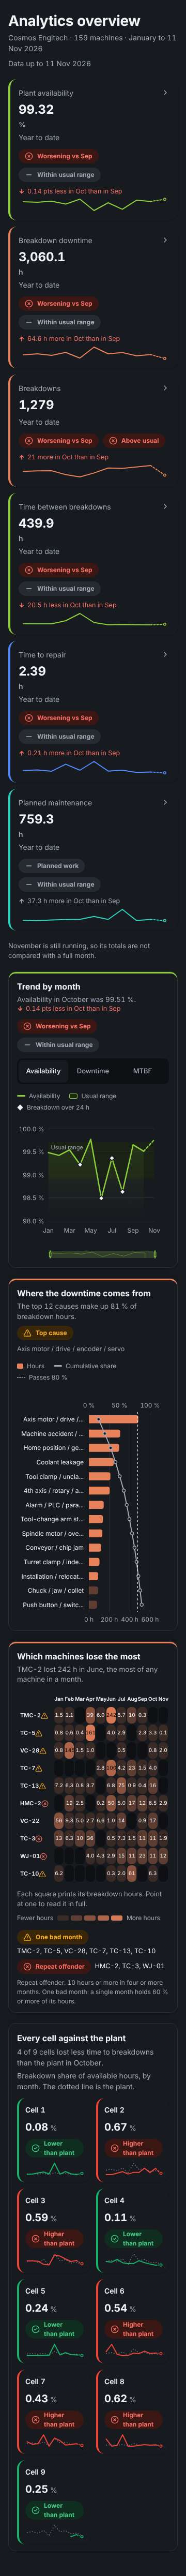 Analytics overview
Cosmos Engitech · 159 machines · January to 11
Nov 2026
Data up to 11 Nov 2026
Plant availability
99.32
%
Year to date
Worsening vs Sep
Within usual range
↓ 0.14 pts less in Oct than in Sep
Breakdown downtime
3,060.1
h
Year to date
Worsening vs Sep
Within usual range
↑ 64.6 h more in Oct than in Sep
Breakdowns
1,279
Year to date
Worsening vs Sep
Above usual
↑ 21 more in Oct than in Sep
Time between breakdowns
439.9
h
Year to date
Worsening vs Sep
Within usual range
↓ 20.5 h less in Oct than in Sep
Time to repair
2.39
h
Year to date
Worsening vs Sep
Within usual range
↑ 0.21 h more in Oct than in Sep
Planned maintenance
759.3
h
Year to date
Planned work
Within usual range
↑ 37.3 h more in Oct than in Sep
November is still running, so its totals are not
compared with a full month.
Trend by month
Availability in October was 99.51 %.
↓ 0.14 pts less in Oct than in Sep
Worsening vs Sep
Within usual range
Availability Downtime MTBF
Availability Usual range
Breakdown over 24 h
100.0 %
Usual range
99.5 %
99.0 %
98.5 %
98.0 %
Jan Mar May Jul Sep Nov
Where the downtime comes from
The top 12 causes make up 81 % of
breakdown hours.
Top cause
Axis motor / drive / encoder / servo
Hours Cumulative share
Passes 80 %
0 % 50 % 100 %
Axis motor / drive /...
Machine accident / ...
Home position / ge...
Coolant leakage
Tool clamp / uncla...
4th axis / rotary / a...
Alarm / PLC / para...
Tool-change arm st...
Spindle motor / ove...
Conveyor / chip jam
Turret clamp / inde...
Installation / relocat...
Chuck / jaw / collet
Push button / switc...
0 h 200 h 400 h 600 h
Which machines lose the most
TMC-2 lost 242 h in June, the most of any
machine in a month.
Jan Feb Mar Apr May Jun Jul Aug Sep Oct Nov
TMC-2
TC-5
VC-28
TC-7
TC-13
HMC-2
VC-22
TC-3
WJ-01
TC-10
Each square prints its breakdown hours. Point
at one to read it in full.
Fewer hours More hours
One bad month
TMC-2, TC-5, VC-28, TC-7, TC-13, TC-10
Repeat offender HMC-2, TC-3, WJ-01
Repeat offender: 10 hours or more in four or more
months. One bad month: a single month holds 60 %
or more of its hours.
Every cell against the plant
4 of 9 cells lost less time to breakdowns
than the plant in October.
Breakdown share of available hours, by
month. The dotted line is the plant.
Cell 1
0.08 %
Lower
than plant
Cell 2
0.67 %
Higher
than plant
Cell 3
0.59 %
Higher
than plant
Cell 4
0.11 %
Lower
than plant
Cell 5
0.24 %
Lower
than plant
Cell 6
0.54 %
Higher
than plant
Cell 7
0.43 %
Higher
than plant
Cell 8
0.62 %
Higher
than plant
Cell 9
0.25 %
Lower
than plant